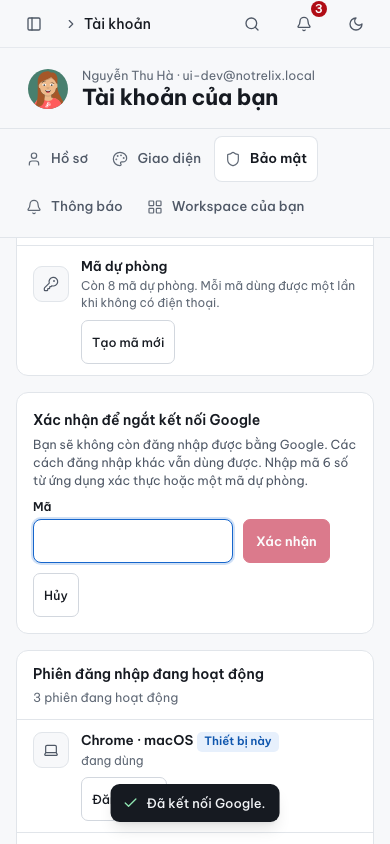 Tài khoản
3
Nguyễn Thu Hà · ui-dev@notrelix.local
Tài khoản của bạn
Hồ sơ
Giao diện
Bảo mật
Thông báo
Workspace của bạn
Mã dự phòng
Còn 8 mã dự phòng. Mỗi mã dùng được một lần
khi không có điện thoại.
Tạo mã mới
Xác nhận để ngắt kết nối Google
Bạn sẽ không còn đăng nhập được bằng Google. Các
cách đăng nhập khác vẫn dùng được. Nhập mã 6 số
từ ứng dụng xác thực hoặc một mã dự phòng.
Mã
Xác nhận
Hủy
Phiên đăng nhập đang hoạt động
3 phiên đang hoạt động
Chrome · macOS Thiết bị này
đang dùng
Đã kết nối Google.